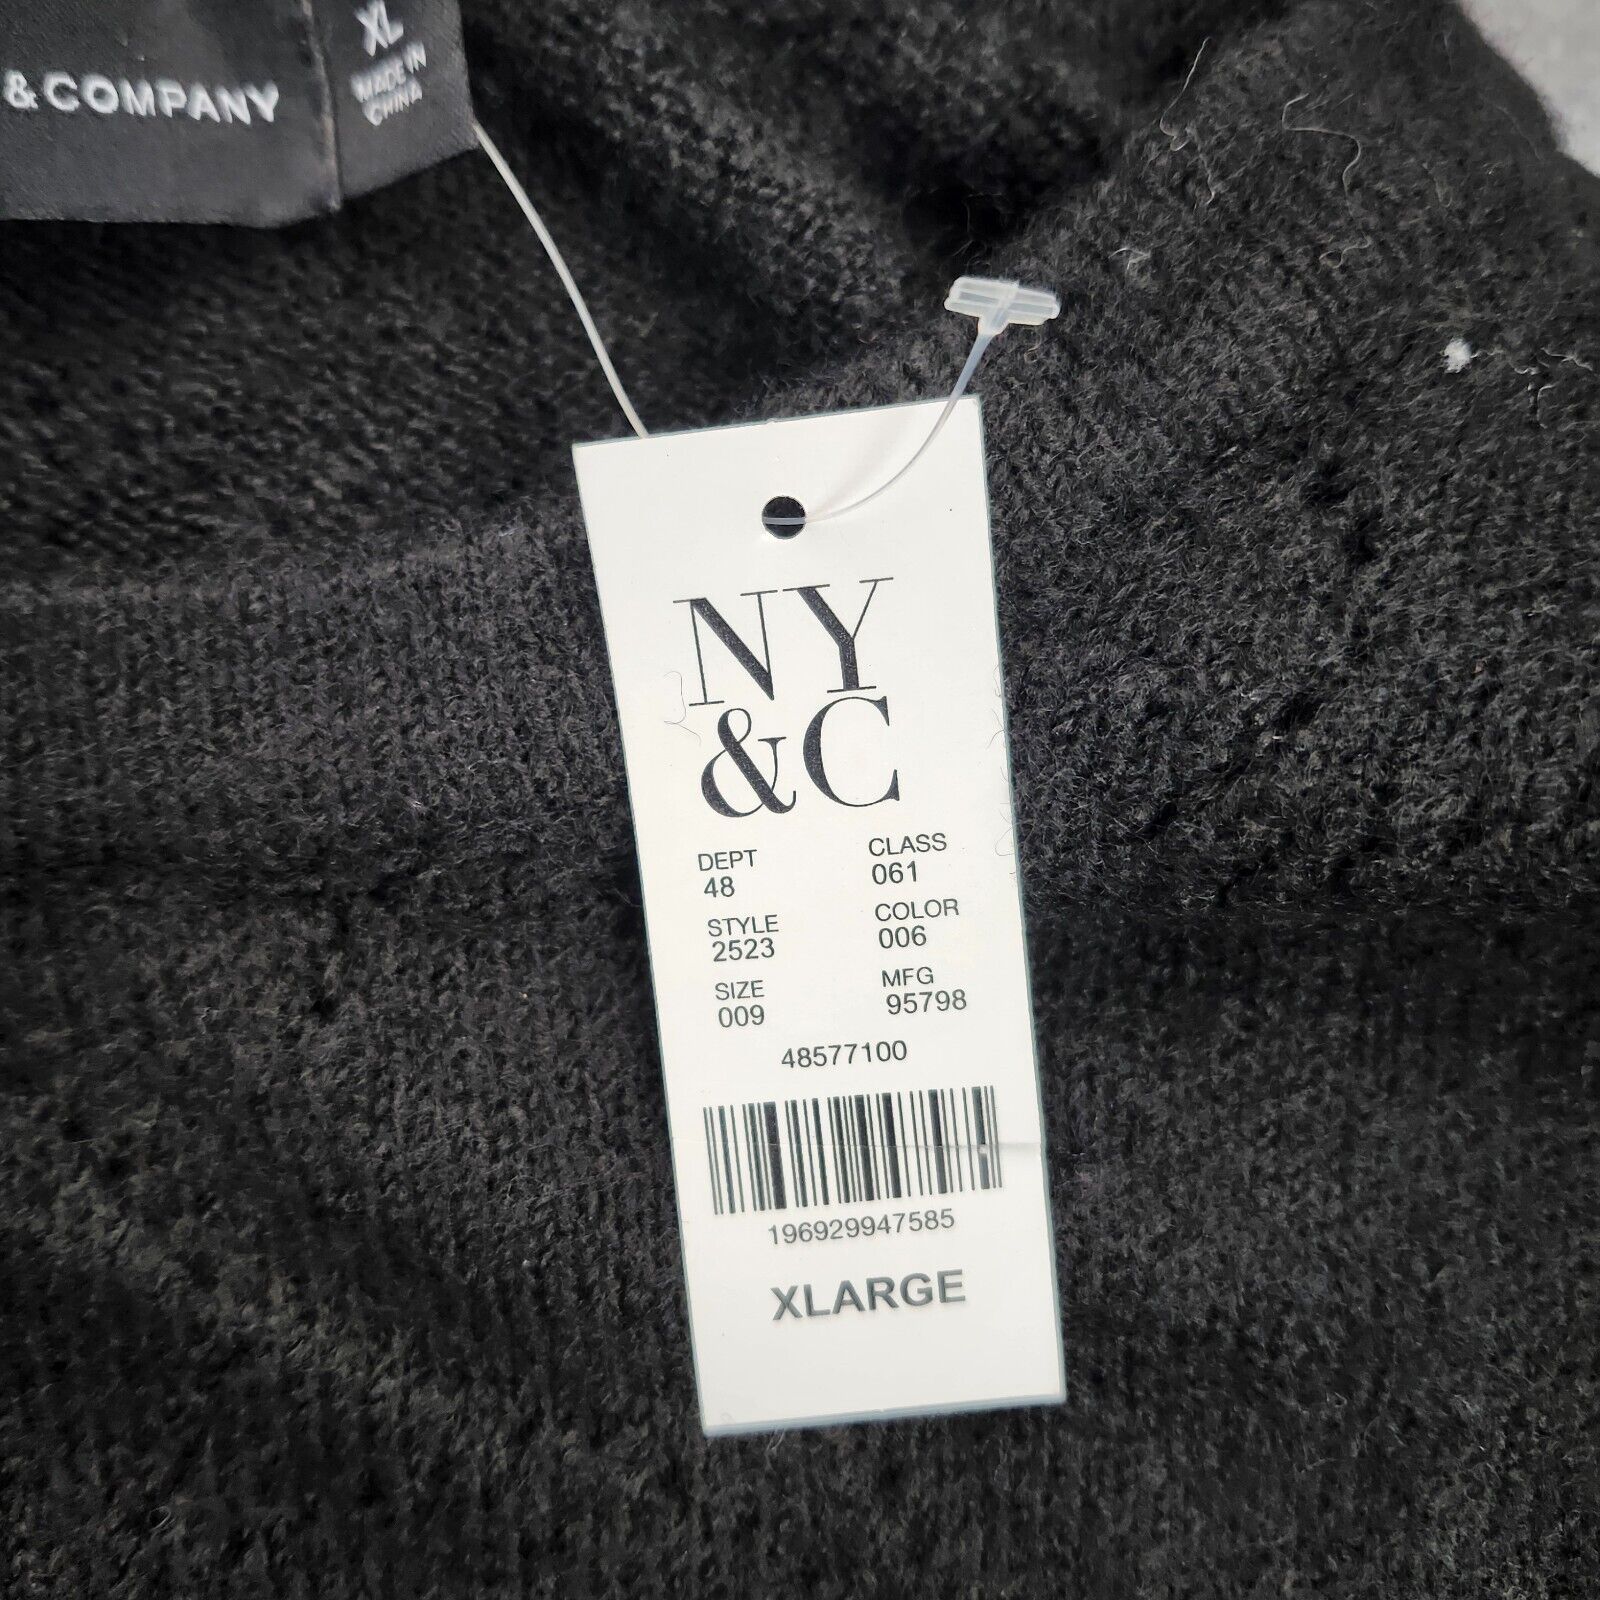 & COMPANY
XL
MADE IN
CHINA
NY
&C
DEPT CLASS
48 061
STYLE COLOR
2523 006
SIZE MFG
009 95798
48577100
196929947585
XLARGE